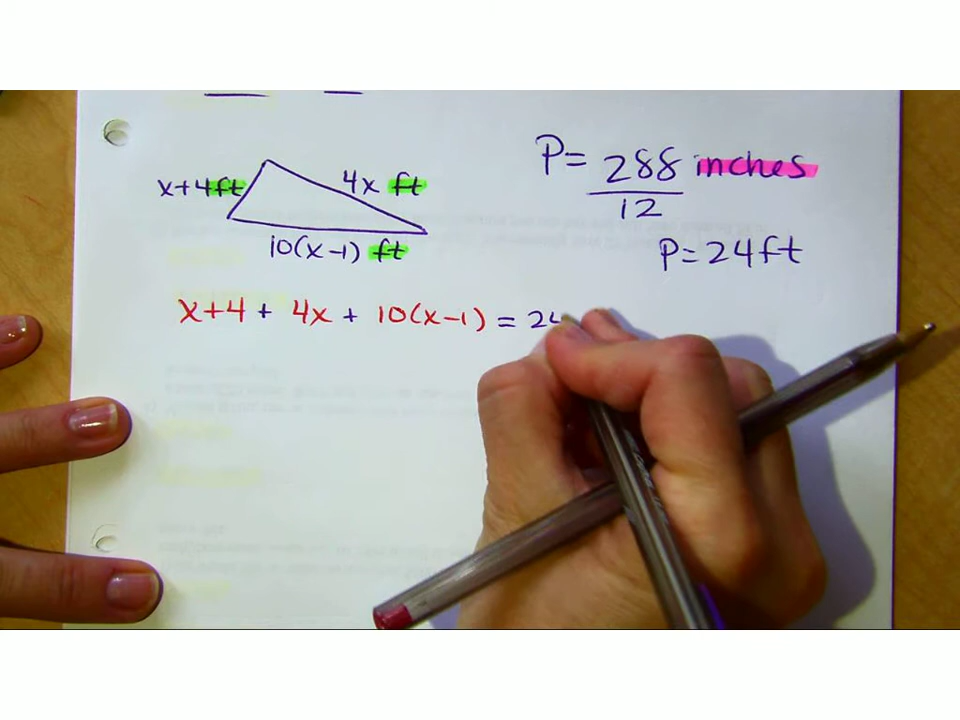 P= 288 inches
12
x+4ft
4x ft
10(x-1) ft
P=24ft
x+4 + 4x + 10(x-1) = 24